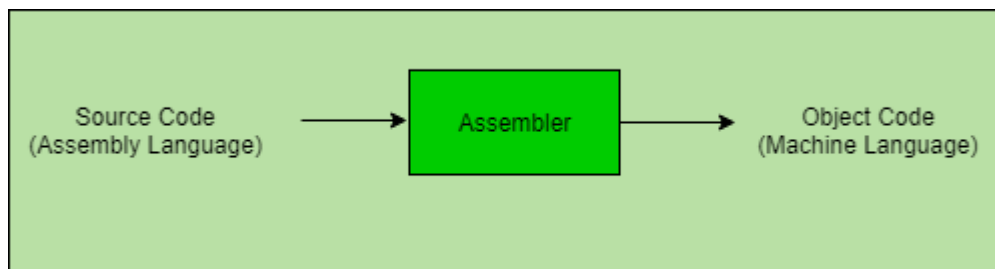 Source Code
(Assembly Language)
Assembler
Object Code
(Machine Language)